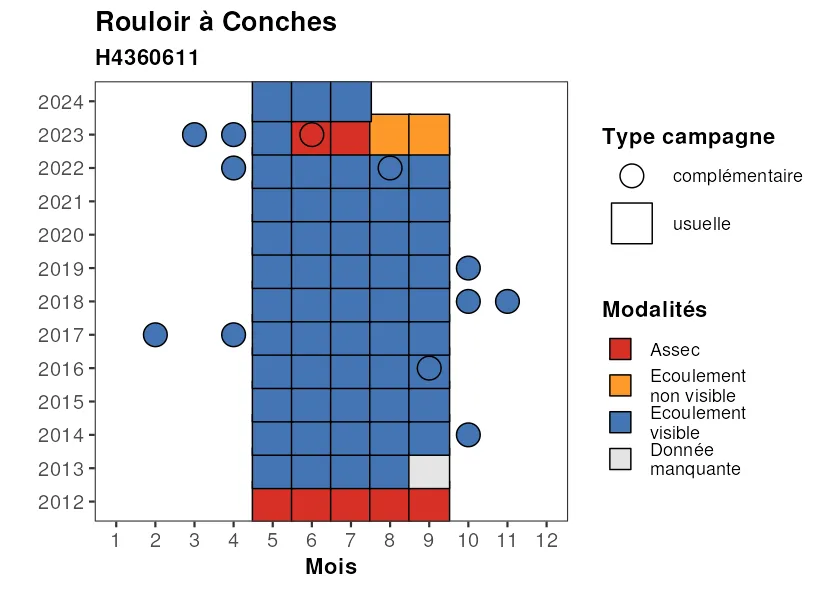 Rouloir à Conches
H4360611
2024
2023
2022
2021
2020
2019
2018
2017
2016
2015
2014
2013
2012
1 2 3 4 5 6 7 8 9 10 11 12
Mois
Type campagne
complémentaire
usuelle
Modalités
Assec
Ecoulement
non visible
Ecoulement
visible
Donnée
manquante